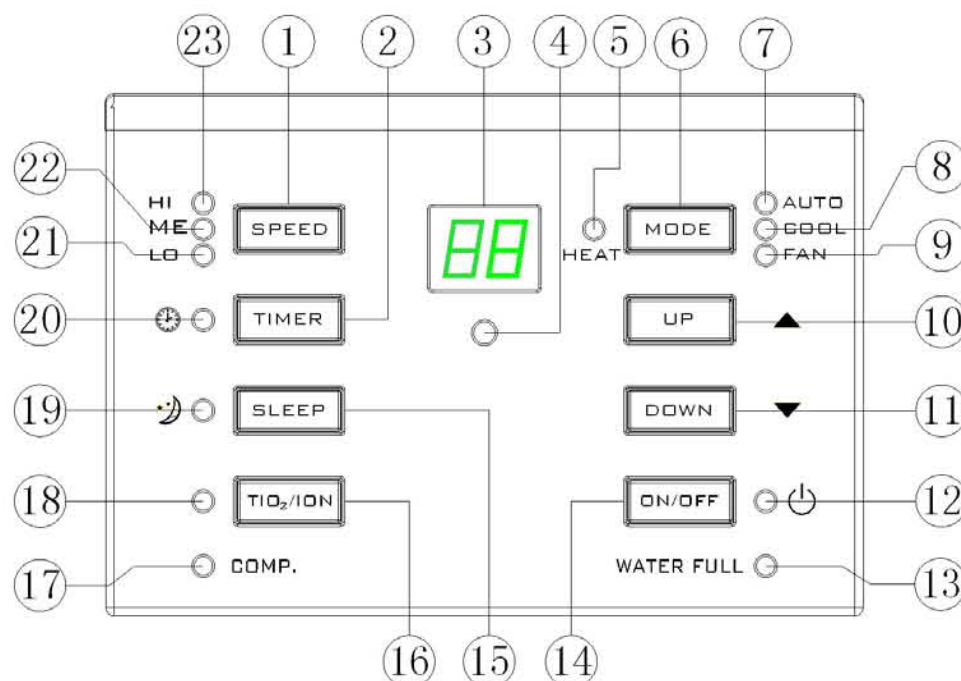 23 1 2 3 4 5 6 7
22 HI AUTO 8
ME SPEED 88 MODE COOL
21 LO HEAT FAN 9
20 TIMER UP 10
19 SLEEP DOWN 11
18 TIO₂/ION ON/OFF 12
17 COMP. WATER FULL 13
16 15 14